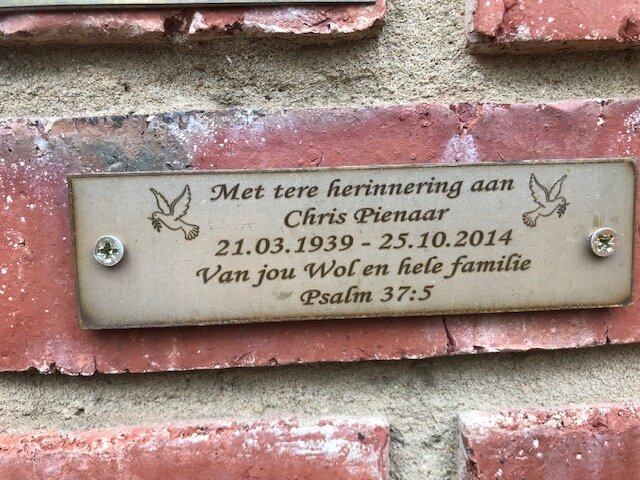 Met tere herinnering aan
Chris Pienaar
21.03.1939 - 25.10.2014
Van jou Wol en hele familie
Psalm 37:5